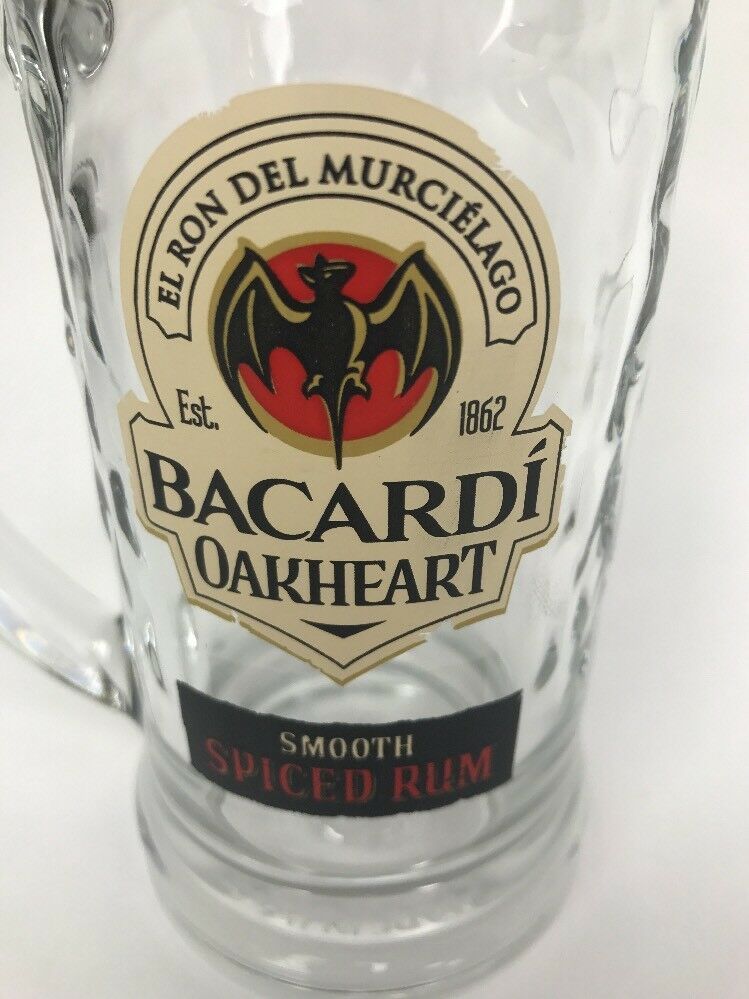 EL RON DEL MURCIÉLAGO
Est. 1862
BACARDÍ
OAKHEART
SMOOTH
SPICED RUM